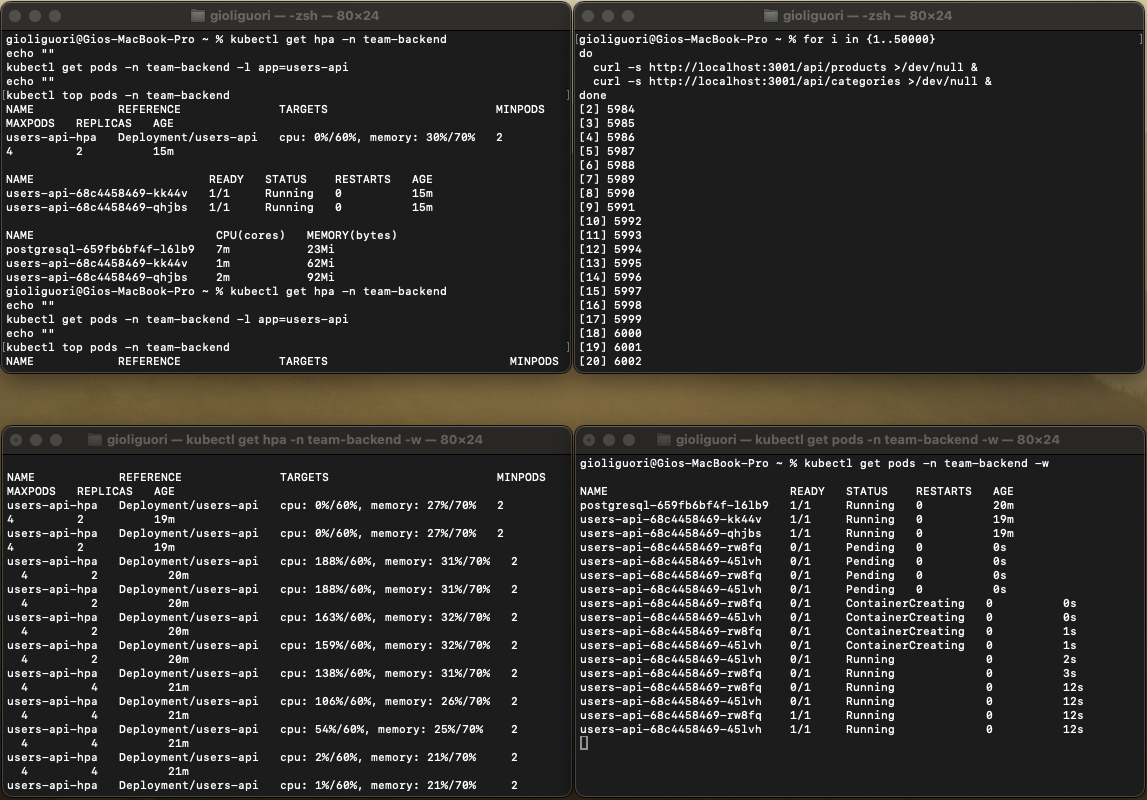 gioliguori — -zsh — 80×24
gioliguori@Gios-MacBook-Pro ~ % kubectl get hpa -n team-backend
echo ""
kubectl get pods -n team-backend -l app=users-api
echo ""
[kubectl top pods -n team-backend ]
NAME REFERENCE TARGETS MINPODS
MAXPODS REPLICAS AGE
users-api-hpa Deployment/users-api cpu: 0%/60%, memory: 30%/70% 2
4 2 15m
NAME READY STATUS RESTARTS AGE
users-api-68c4458469-kk44v 1/1 Running 0 15m
users-api-68c4458469-qhjbs 1/1 Running 0 15m
NAME CPU(cores) MEMORY(bytes)
postgresql-659fb6bf4f-l6lb9 7m 23Mi
users-api-68c4458469-kk44v 1m 62Mi
users-api-68c4458469-qhjbs 2m 92Mi
gioliguori@Gios-MacBook-Pro ~ % kubectl get hpa -n team-backend
echo ""
kubectl get pods -n team-backend -l app=users-api
echo ""
[kubectl top pods -n team-backend ]
NAME REFERENCE TARGETS MINPODS
gioliguori — -zsh — 80×24
[gioliguori@Gios-MacBook-Pro ~ % for i in {1..50000} ]
do
curl -s http://localhost:3001/api/products >/dev/null &
curl -s http://localhost:3001/api/categories >/dev/null &
done
[2] 5984
[3] 5985
[4] 5986
[5] 5987
[6] 5988
[7] 5989
[8] 5990
[9] 5991
[10] 5992
[11] 5993
[12] 5994
[13] 5995
[14] 5996
[15] 5997
[16] 5998
[17] 5999
[18] 6000
[19] 6001
[20] 6002
gioliguori — kubectl get hpa -n team-backend -w — 80×24
NAME REFERENCE TARGETS MINPODS
MAXPODS REPLICAS AGE
users-api-hpa Deployment/users-api cpu: 0%/60%, memory: 27%/70% 2
4 2 19m
users-api-hpa Deployment/users-api cpu: 0%/60%, memory: 27%/70% 2
4 2 19m
users-api-hpa Deployment/users-api cpu: 188%/60%, memory: 31%/70% 2
4 2 20m
users-api-hpa Deployment/users-api cpu: 188%/60%, memory: 31%/70% 2
4 2 20m
users-api-hpa Deployment/users-api cpu: 163%/60%, memory: 32%/70% 2
4 2 20m
users-api-hpa Deployment/users-api cpu: 159%/60%, memory: 32%/70% 2
4 2 20m
users-api-hpa Deployment/users-api cpu: 138%/60%, memory: 31%/70% 2
4 4 21m
users-api-hpa Deployment/users-api cpu: 106%/60%, memory: 26%/70% 2
4 4 21m
users-api-hpa Deployment/users-api cpu: 54%/60%, memory: 25%/70% 2
4 4 21m
users-api-hpa Deployment/users-api cpu: 2%/60%, memory: 21%/70% 2
4 4 21m
users-api-hpa Deployment/users-api cpu: 1%/60%, memory: 21%/70% 2
gioliguori — kubectl get pods -n team-backend -w — 80×24
gioliguori@Gios-MacBook-Pro ~ % kubectl get pods -n team-backend -w
NAME READY STATUS RESTARTS AGE
postgresql-659fb6bf4f-l6lb9 1/1 Running 0 20m
users-api-68c4458469-kk44v 1/1 Running 0 19m
users-api-68c4458469-qhjbs 1/1 Running 0 19m
users-api-68c4458469-rw8fq 0/1 Pending 0 0s
users-api-68c4458469-45lvh 0/1 Pending 0 0s
users-api-68c4458469-rw8fq 0/1 Pending 0 0s
users-api-68c4458469-45lvh 0/1 Pending 0 0s
users-api-68c4458469-rw8fq 0/1 ContainerCreating 0 0s
users-api-68c4458469-45lvh 0/1 ContainerCreating 0 0s
users-api-68c4458469-rw8fq 0/1 ContainerCreating 0 1s
users-api-68c4458469-45lvh 0/1 ContainerCreating 0 1s
users-api-68c4458469-45lvh 0/1 Running 0 2s
users-api-68c4458469-rw8fq 0/1 Running 0 3s
users-api-68c4458469-rw8fq 0/1 Running 0 12s
users-api-68c4458469-45lvh 0/1 Running 0 12s
users-api-68c4458469-rw8fq 1/1 Running 0 12s
users-api-68c4458469-45lvh 1/1 Running 0 12s